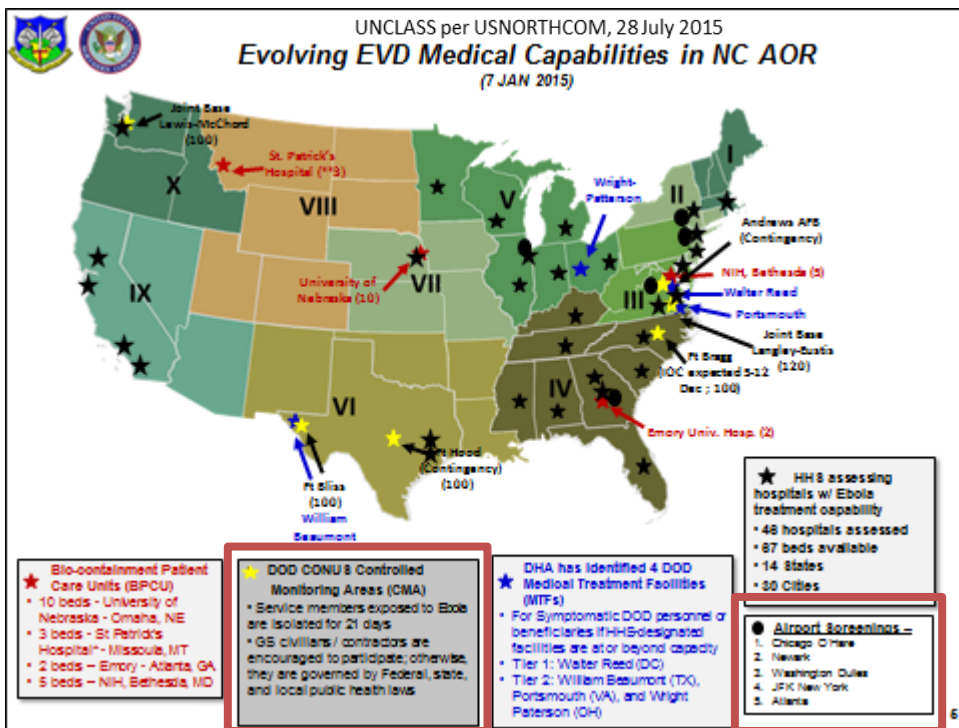 UNCLASS per USNORTHCOM, 28 July 2015
Evolving EVD Medical Capabilities in NC AOR
(7 JAN 2015)
Joint Base
Lewis-McChord
(100)
St. Patrick's
Hospital (**3)
X
VIII
V
I
II
Wright-
Patterson
Andrews AFB
(Contingency)
NIH, Bethesda (5)
Walter Reed
Portsmouth
Joint Base
Langley-Eustis
(120)
University of
Nebraska (10)
VII
IX
III
Ft Bragg
(IOC expected 5-12
Dec ; 100)
VI
IV
Emory Univ. Hosp. (2)
Ft Hood
(Contingency)
(100)
Ft Bliss
(100)
William
Beaumont
HHS assessing
hospitals w/ Ebola
treatment capability
• 46 hospitals assessed
• 67 beds available
• 14 States
• 30 Cities
Bio-containment Patient
Care Units (BPCU)
• 10 beds - University of
Nebraska - Omaha, NE
• 3 beds - St Patrick's
Hospital* - Missoula, MT
• 2 beds – Emory - Atlanta, GA
• 5 beds – NIH, Bethesda, MD
DOD CONUS Controlled
Monitoring Areas (CMA)
• Service members exposed to Ebola
are isolated for 21 days
• GS civilians / contractors are
encouraged to participate; otherwise,
they are governed by Federal, state,
and local public health laws
DHA has identified 4 DOD
Medical Treatment Facilities
(MTFs)
• For Symptomatic DOD personnel or
beneficiaries if HHS-designated
facilities are at or beyond capacity
• Tier 1: Walter Reed (DC)
• Tier 2: William Beaumont (TX),
Portsmouth (VA), and Wright
Paterson (OH)
Airport Screenings –
1. Chicago O'Hare
2. Newark
3. Washington Dulles
4. JFK New York
5. Atlanta
6